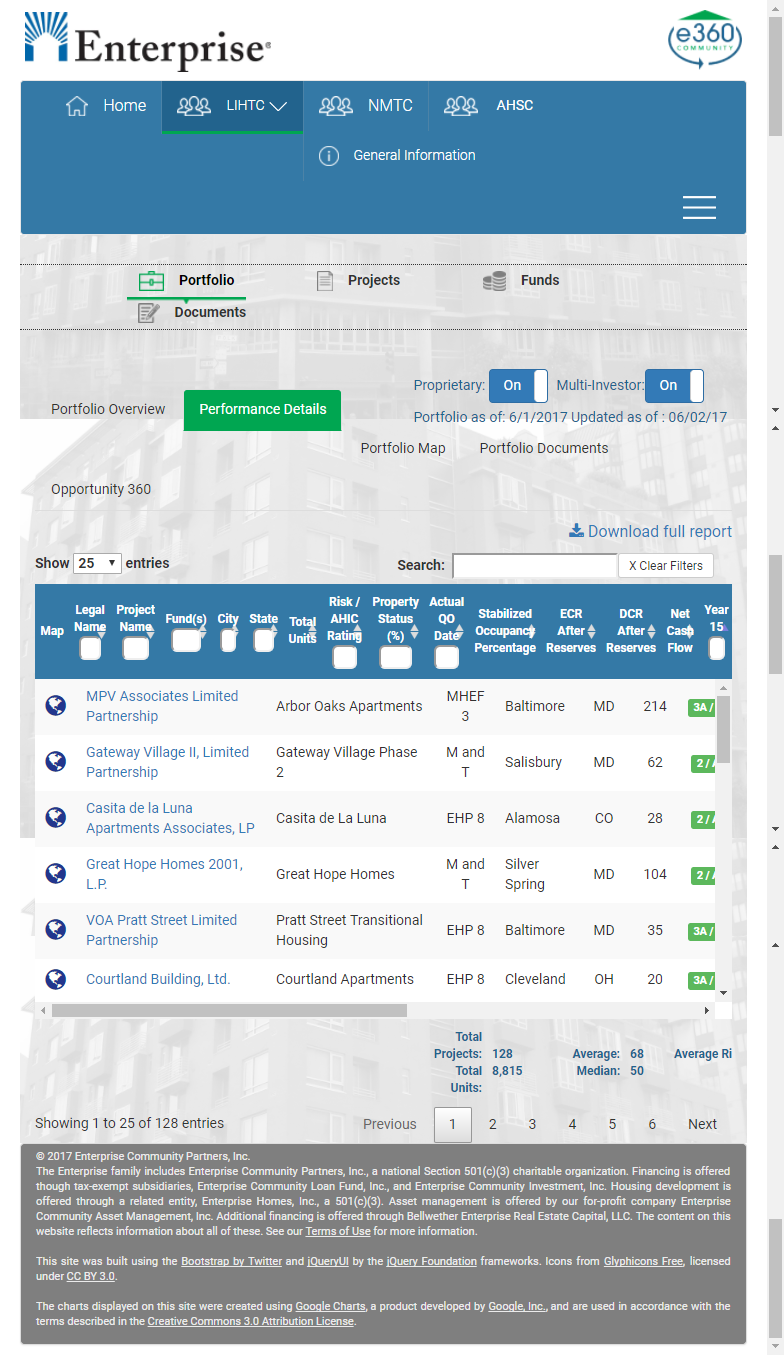 Enterprise®
e360
COMMUNITY
Home LIHTC NMTC AHSC
General Information
Portfolio Projects Funds
Documents
Proprietary: On Multi-Investor: On
Portfolio Overview Performance Details
Portfolio as of: 6/1/2017 Updated as of : 06/02/17
Portfolio Map Portfolio Documents
Opportunity 360
Download full report
Show 25 entries Search: X Clear Filters
Map Legal Name Project Name Fund(s) City State Total Units Risk / AHIC Rating Property Status (%) Actual QO Date Stabilized Occupancy Percentage ECR After Reserves DCR After Reserves Net Cash Flow Year 15
MPV Associates Limited Partnership Arbor Oaks Apartments MHEF 3 Baltimore MD 214 3A /
Gateway Village II, Limited Partnership Gateway Village Phase 2 M and T Salisbury MD 62 2 /
Casita de la Luna Apartments Associates, LP Casita de La Luna EHP 8 Alamosa CO 28 2 /
Great Hope Homes 2001, L.P. Great Hope Homes M and T Silver Spring MD 104 2 /
VOA Pratt Street Limited Partnership Pratt Street Transitional Housing EHP 8 Baltimore MD 35 3A /
Courtland Building, Ltd. Courtland Apartments EHP 8 Cleveland OH 20 3A /
Total Projects: 128 Average: 68 Average Ri
Total Units: 8,815 Median: 50
Showing 1 to 25 of 128 entries Previous 1 2 3 4 5 6 Next
© 2017 Enterprise Community Partners, Inc.
The Enterprise family includes Enterprise Community Partners, Inc., a national Section 501(c)(3) charitable organization. Financing is offered
though tax-exempt subsidiaries, Enterprise Community Loan Fund, Inc., and Enterprise Community Investment, Inc. Housing development is
offered through a related entity, Enterprise Homes, Inc., a 501(c)(3). Asset management is offered by our for-profit company Enterprise
Community Asset Management, Inc. Additional financing is offered through Bellwether Enterprise Real Estate Capital, LLC. The content on this
website reflects information about all of these. See our Terms of Use for more information.
This site was built using the Bootstrap by Twitter and jQueryUI by the jQuery Foundation frameworks. Icons from Glyphicons Free, licensed
under CC BY 3.0.
The charts displayed on this site were created using Google Charts, a product developed by Google, Inc., and are used in accordance with the
terms described in the Creative Commons 3.0 Attribution License.